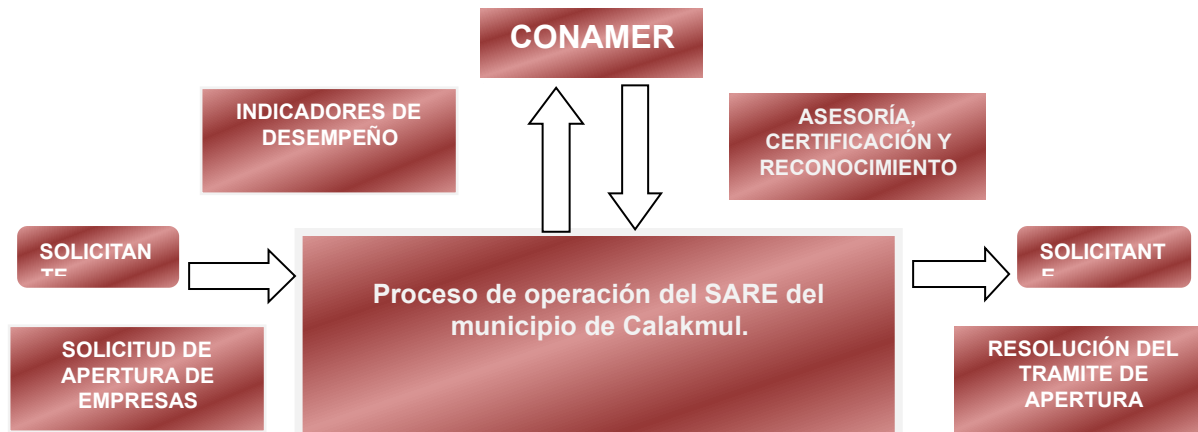 CONAMER
INDICADORES DE
DESEMPEÑO
ASESORÍA,
CERTIFICACIÓN Y
RECONOCIMIENTO
SOLICITAN
TE
Proceso de operación del SARE del
municipio de Calakmul.
SOLICITANT
E
SOLICITUD DE
APERTURA DE
EMPRESAS
RESOLUCIÓN DEL
TRAMITE DE
APERTURA